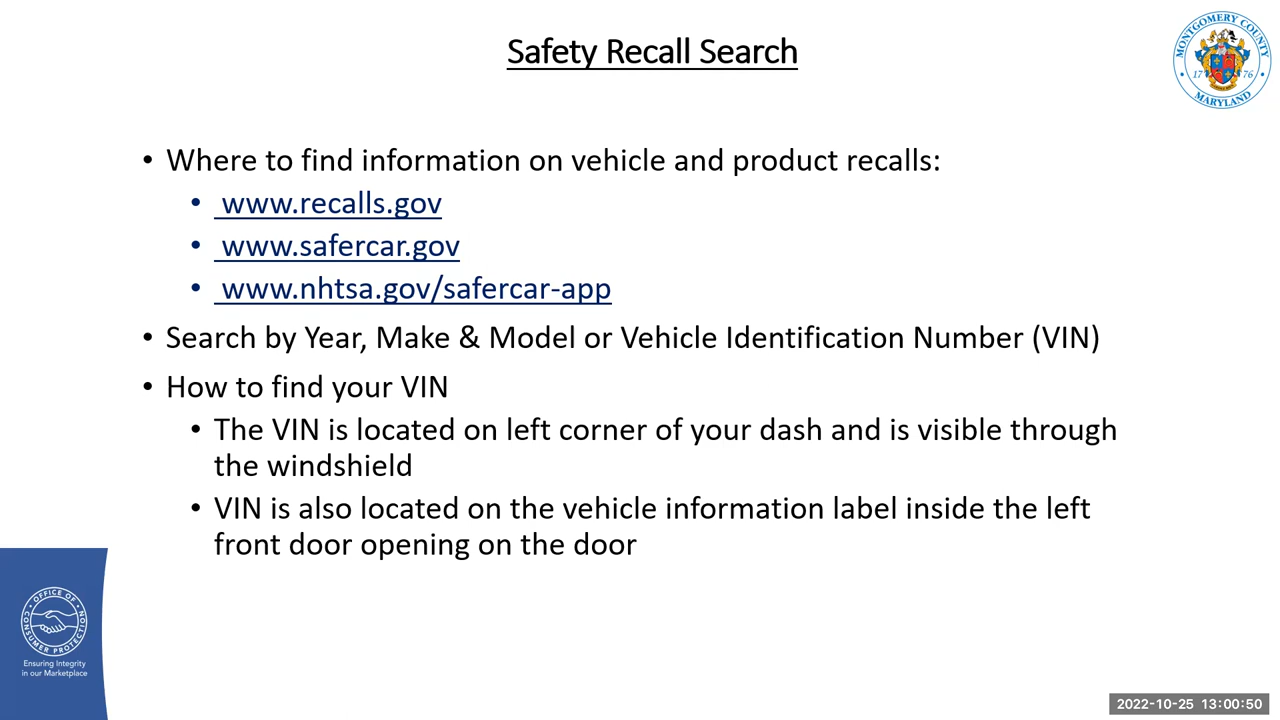 Safety Recall Search
MONTGOMERY COUNTY
17 76
MARYLAND
• Where to find information on vehicle and product recalls:
• www.recalls.gov
• www.safercar.gov
• www.nhtsa.gov/safercar-app
• Search by Year, Make & Model or Vehicle Identification Number (VIN)
• How to find your VIN
• The VIN is located on left corner of your dash and is visible through
the windshield
• VIN is also located on the vehicle information label inside the left
front door opening on the door
OFFICE OF
CONSUMER PROTECTION
Ensuring Integrity
in our Marketplace
2022-10-25 13:00:50